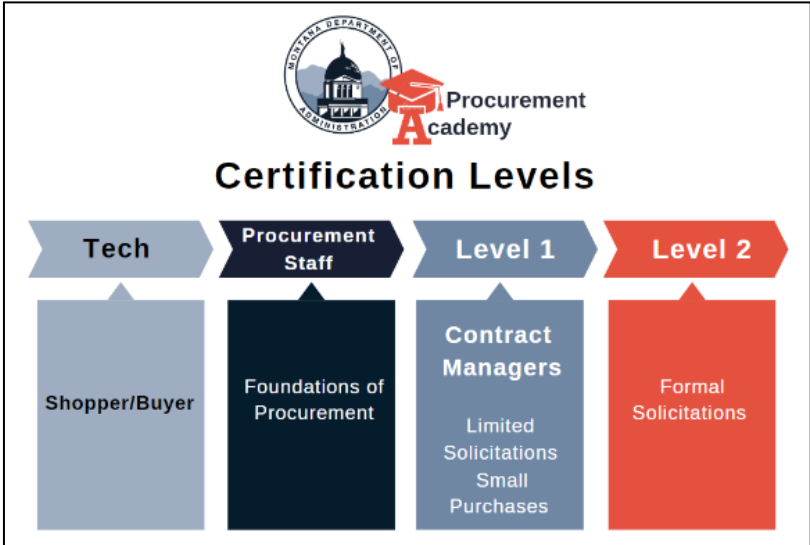 MONTANA DEPARTMENT OF
ADMINISTRATION
Procurement
Academy
Certification Levels
Tech
Procurement
Staff
Level 1
Level 2
Shopper/Buyer
Foundations of
Procurement
Contract
Managers
Limited
Solicitations
Small
Purchases
Formal
Solicitations